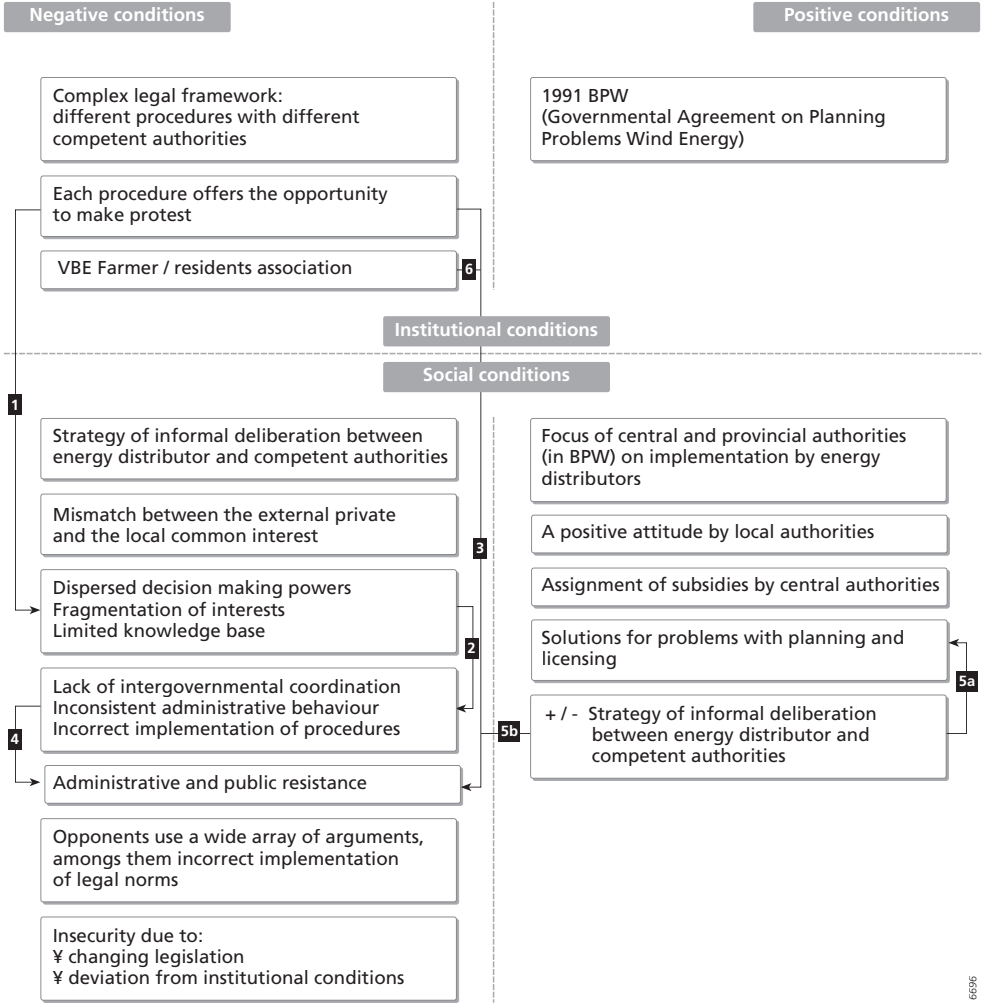 Negative conditions
Positive conditions
Complex legal framework:
different procedures with different
competent authorities
1991 BPW
(Governmental Agreement on Planning
Problems Wind Energy)
Each procedure offers the opportunity
to make protest
VBE Farmer / residents association
6
Institutional conditions
Social conditions
1
Strategy of informal deliberation between
energy distributor and competent authorities
Mismatch between the external private
and the local common interest
3
Dispersed decision making powers
Fragmentation of interests
Limited knowledge base
2
Lack of intergovernmental coordination
Inconsistent administrative behaviour
Incorrect implementation of procedures
4
Administrative and public resistance
Opponents use a wide array of arguments,
amongs them incorrect implementation
of legal norms
Insecurity due to:
¥ changing legislation
¥ deviation from institutional conditions
Focus of central and provincial authorities
(in BPW) on implementation by energy
distributors
A positive attitude by local authorities
Assignment of subsidies by central authorities
Solutions for problems with planning and
licensing
5a
5b
+ / - Strategy of informal deliberation
between energy distributor and
competent authorities
6696